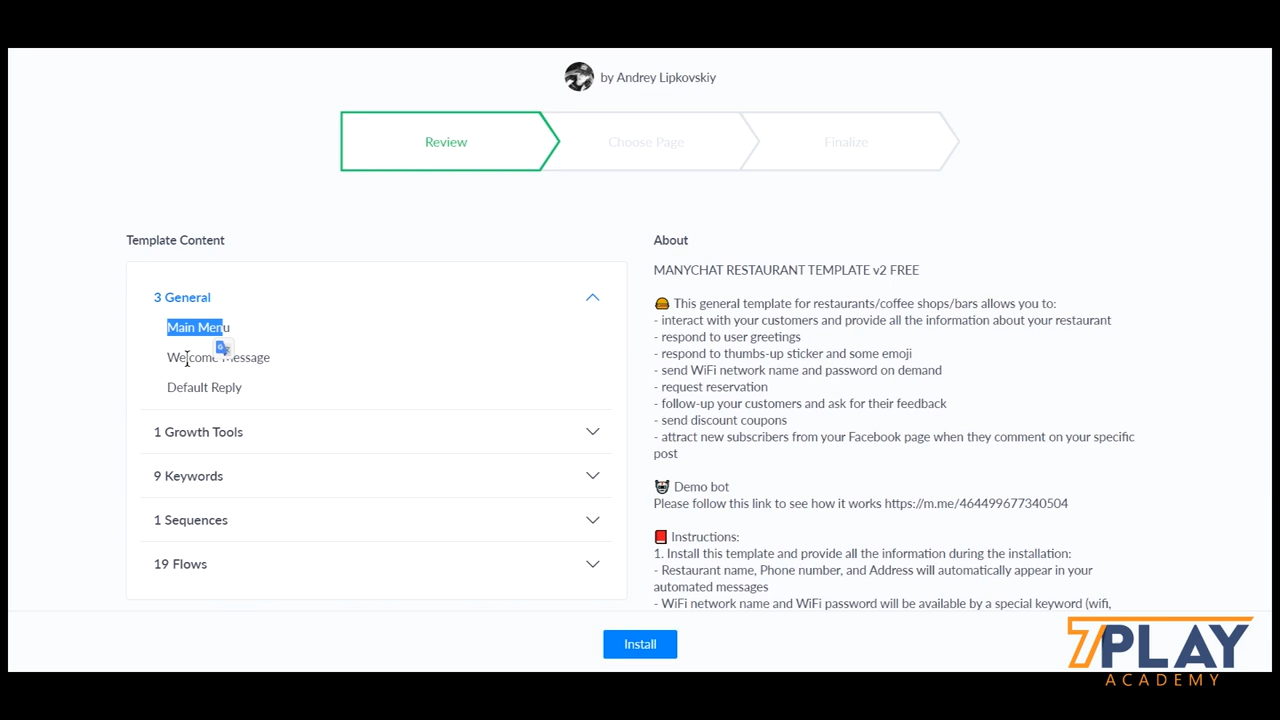 by Andrey Lipkovskiy
Review
Choose Page
Finalize
Template Content
3 General
Main Menu
Welcome Message
Default Reply
1 Growth Tools
9 Keywords
1 Sequences
19 Flows
About
MANYCHAT RESTAURANT TEMPLATE v2 FREE
🍔 This general template for restaurants/coffee shops/bars allows you to:
- interact with your customers and provide all the information about your restaurant
- respond to user greetings
- respond to thumbs-up sticker and some emoji
- send WiFi network name and password on demand
- request reservation
- follow-up your customers and ask for their feedback
- send discount coupons
- attract new subscribers from your Facebook page when they comment on your specific
post
🤡 Demo bot
Please follow this link to see how it works https://m.me/464499677340504
📕 Instructions:
1. Install this template and provide all the information during the installation:
- Restaurant name, Phone number, and Address will automatically appear in your
automated messages
- WiFi network name and WiFi password will be available by a special keyword (wifi,
Install
7PLAY
ACADEMY